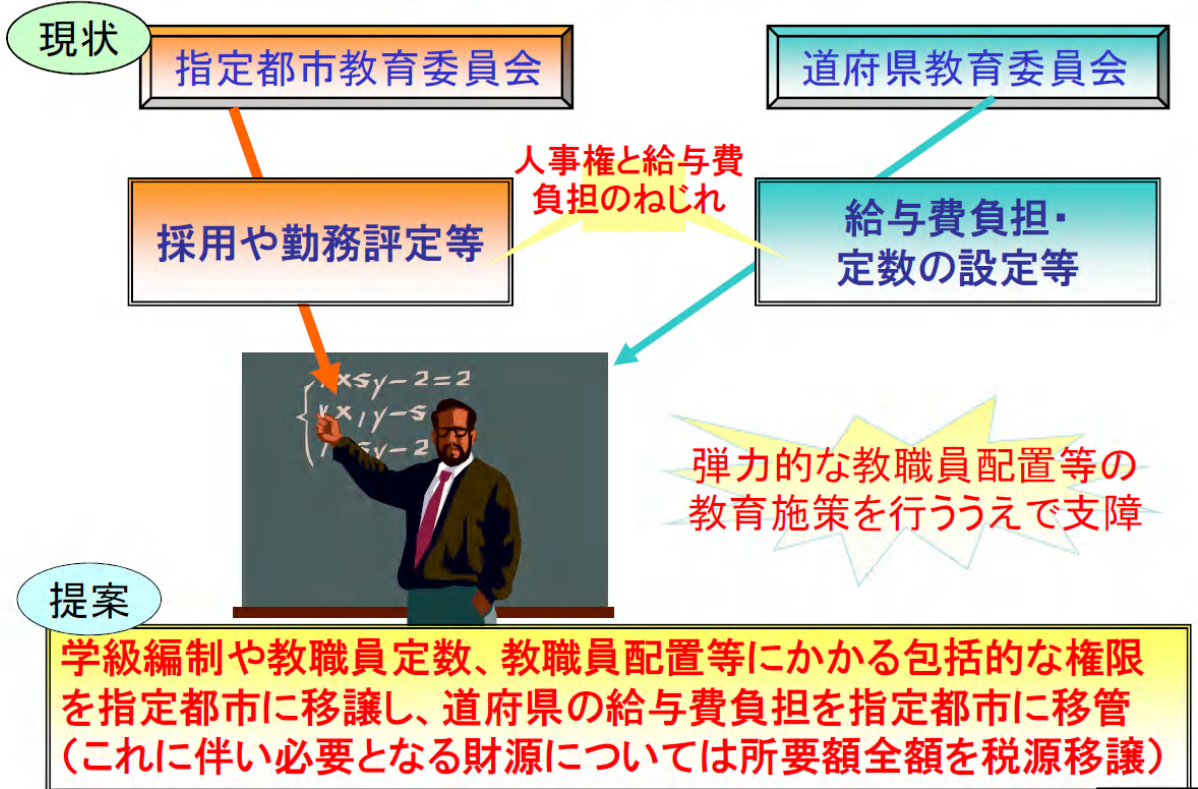 現状
指定都市教育委員会
道府県教育委員会
人事権と給与費
負担のねじれ
採用や勤務評定等
給与費負担・
定数の設定等
弾力的な教職員配置等の
教育施策を行ううえで支障
提案
学級編制や教職員定数、教職員配置等にかかる包括的な権限
を指定都市に移譲し、道府県の給与費負担を指定都市に移管
（これに伴い必要となる財源については所要額全額を税源移譲）